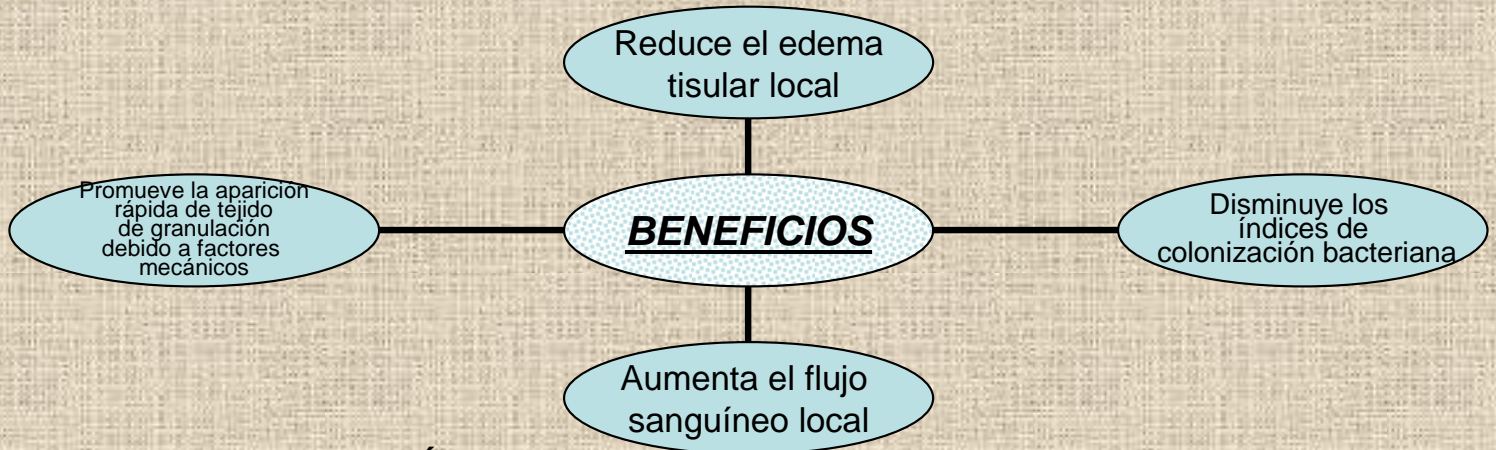 Reduce el edema
tisular local
Promueve la aparición
rápida de tejido
de granulación
debido a factores
mecánicos
BENEFICIOS
Disminuye los
índices de
colonización bacteriana
Aumenta el flujo
sanguíneo local